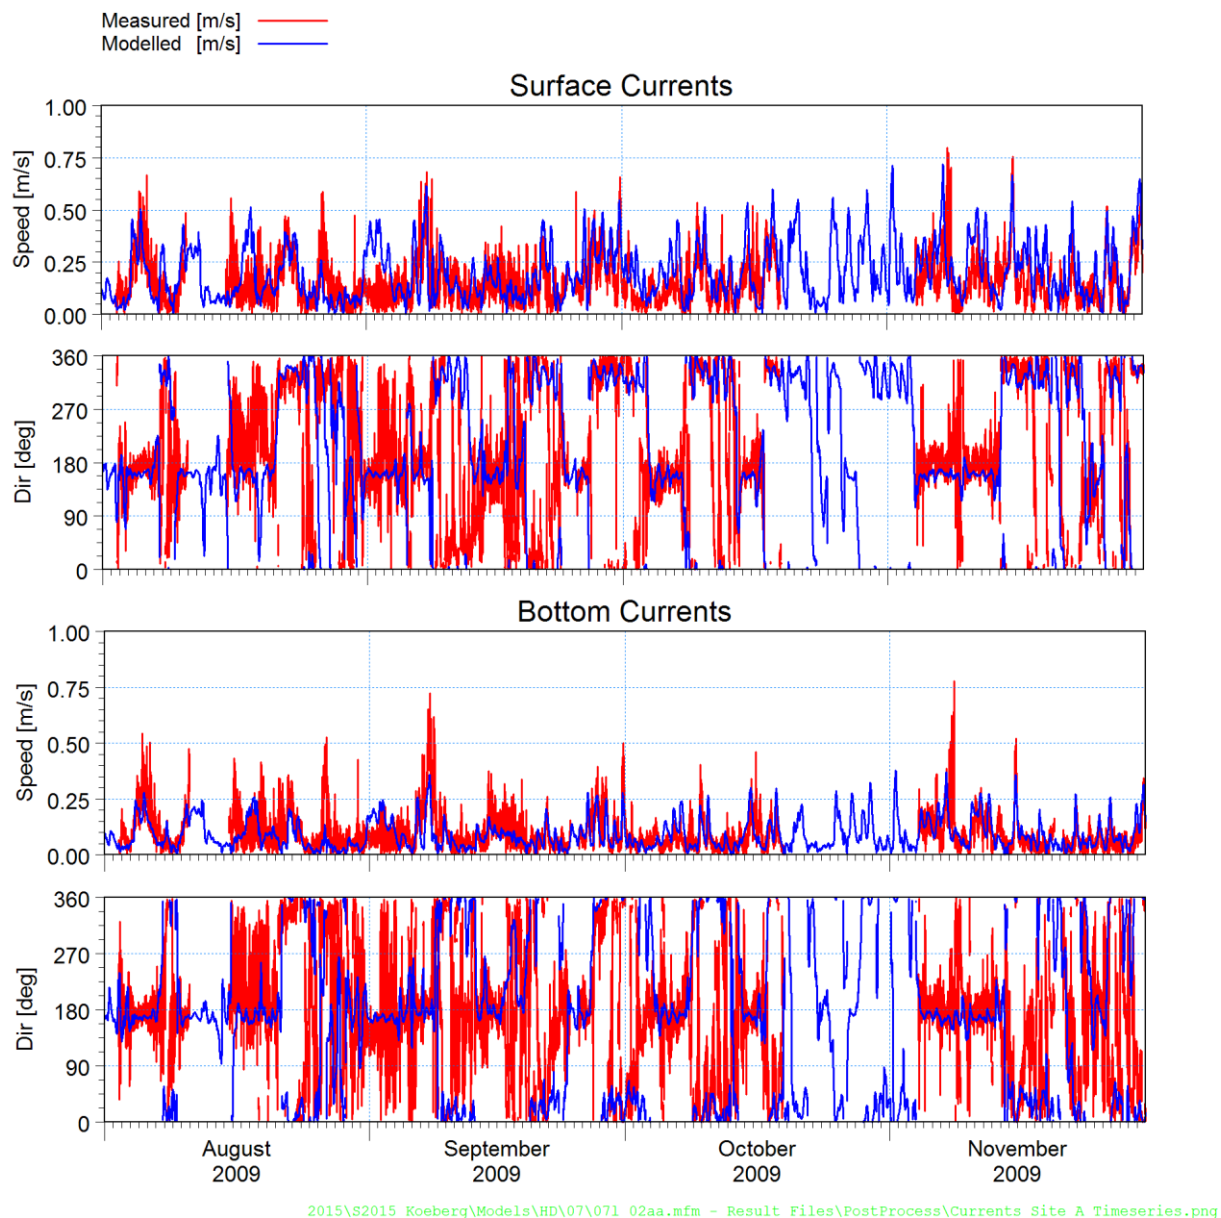 Measured [m/s]
Modelled [m/s]
Surface Currents
1.00
0.75
0.50
0.25
0.00
Speed [m/s]
360
270
180
90
0
Dir [deg]
Bottom Currents
1.00
0.75
0.50
0.25
0.00
Speed [m/s]
360
270
180
90
0
Dir [deg]
August September October November
2009 2009 2009 2009
2015\S2015 Koeberg\Models\HD\07\07l 02aa.mfm - Result Files\PostProcess\Currents Site A Timeseries.png